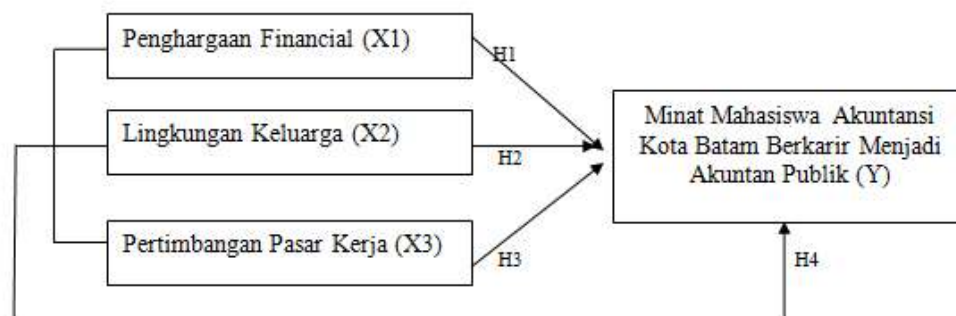 Penghargaan Financial (X1)
H1
Lingkungan Keluarga (X2)
H2
Pertimbangan Pasar Kerja (X3)
H3
Minat Mahasiswa Akuntansi
Kota Batam Berkarir Menjadi
Akuntan Publik (Y)
H4